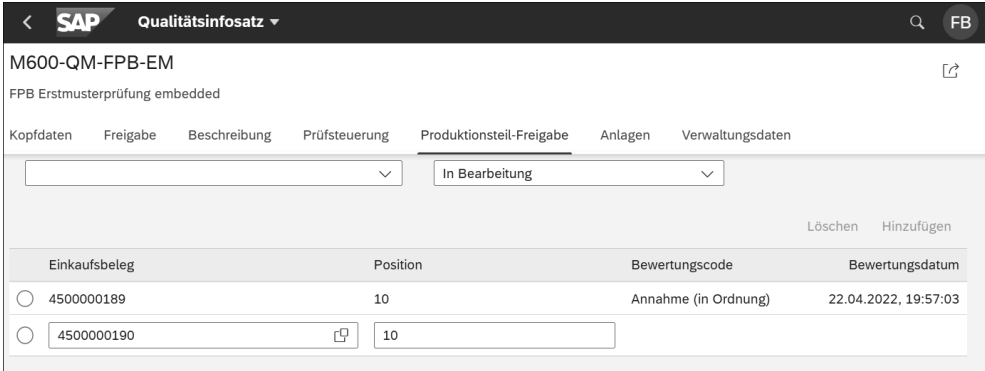 SAP Qualitätsinfosatz FB
M600-QM-FPB-EM
FPB Erstmusterprüfung embedded
Kopfdaten Freigabe Beschreibung Prüfsteuerung Produktionsteil-Freigabe Anlagen Verwaltungsdaten
In Bearbeitung
Löschen Hinzufügen
Einkaufsbeleg Position Bewertungscode Bewertungsdatum
4500000189 10 Annahme (in Ordnung) 22.04.2022, 19:57:03
4500000190 10